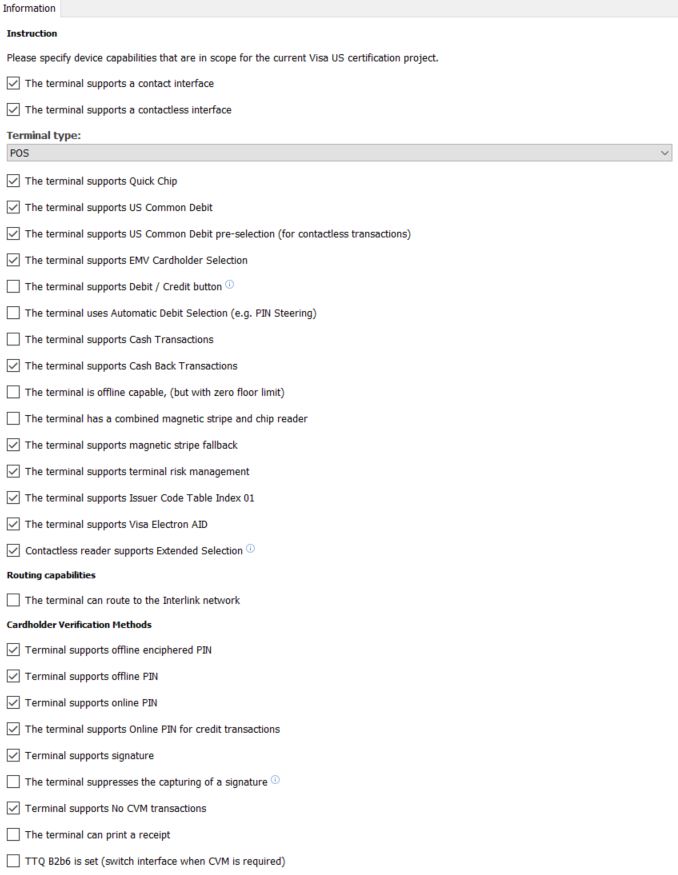 Information
Instruction
Please specify device capabilities that are in scope for the current Visa US certification project.
The terminal supports a contact interface
The terminal supports a contactless interface
Terminal type:
POS
The terminal supports Quick Chip
The terminal supports US Common Debit
The terminal supports US Common Debit pre-selection (for contactless transactions)
The terminal supports EMV Cardholder Selection
The terminal supports Debit / Credit button
The terminal uses Automatic Debit Selection (e.g. PIN Steering)
The terminal supports Cash Transactions
The terminal supports Cash Back Transactions
The terminal is offline capable, (but with zero floor limit)
The terminal has a combined magnetic stripe and chip reader
The terminal supports magnetic stripe fallback
The terminal supports terminal risk management
The terminal supports Issuer Code Table Index 01
The terminal supports Visa Electron AID
Contactless reader supports Extended Selection
Routing capabilities
The terminal can route to the Interlink network
Cardholder Verification Methods
Terminal supports offline enciphered PIN
Terminal supports offline PIN
Terminal supports online PIN
The terminal supports Online PIN for credit transactions
Terminal supports signature
The terminal suppresses the capturing of a signature
Terminal supports No CVM transactions
The terminal can print a receipt
TTQ B2b6 is set (switch interface when CVM is required)